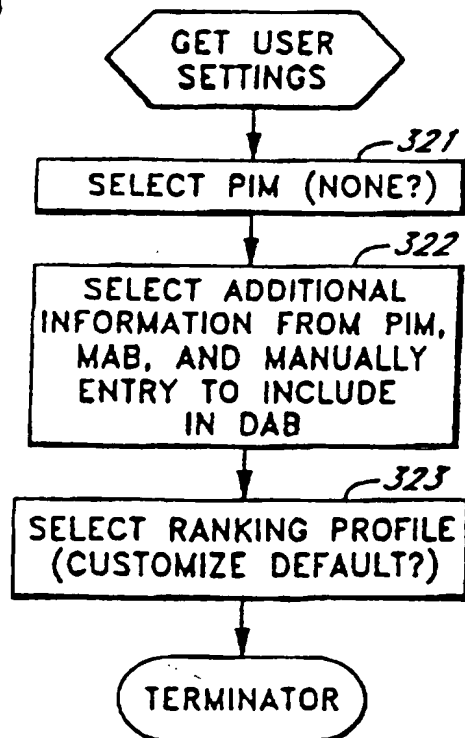 GET USER
SETTINGS
321
SELECT PIM (NONE?)
322
SELECT ADDITIONAL
INFORMATION FROM PIM,
MAB, AND MANUALLY
ENTRY TO INCLUDE
IN DAB
323
SELECT RANKING PROFILE
(CUSTOMIZE DEFAULT?)
TERMINATOR